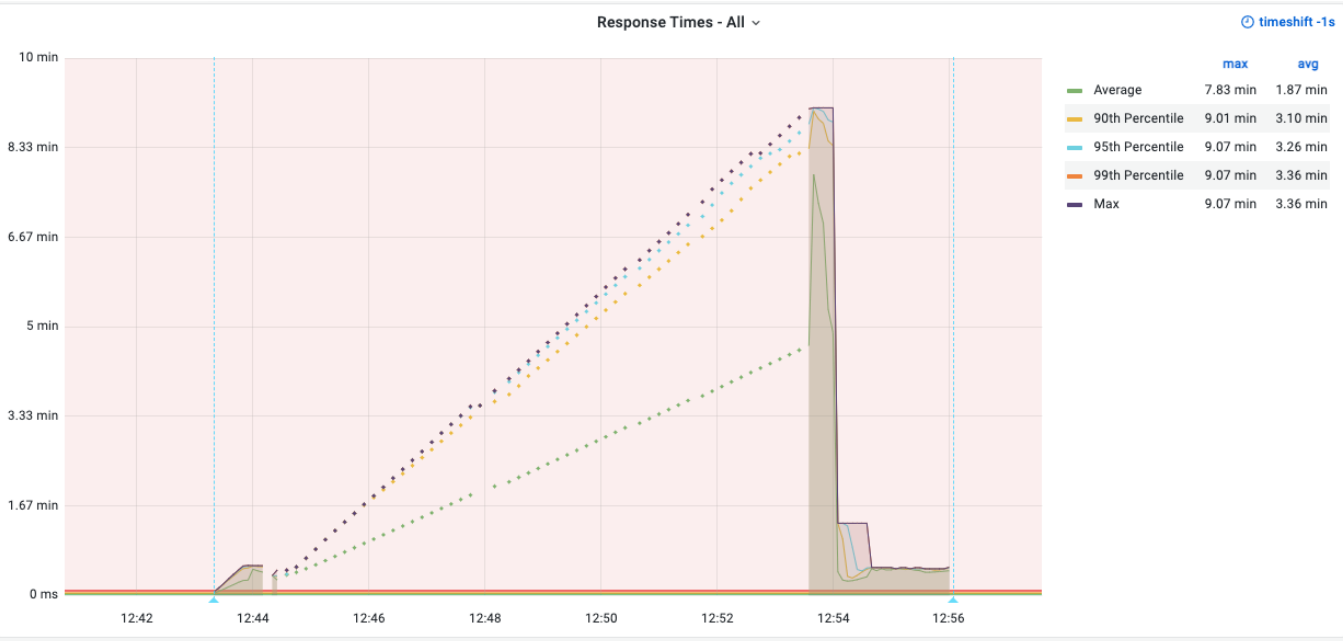 Response Times - All
timeshift -1s
max avg
Average 7.83 min 1.87 min
90th Percentile 9.01 min 3.10 min
95th Percentile 9.07 min 3.26 min
99th Percentile 9.07 min 3.36 min
Max 9.07 min 3.36 min
10 min
8.33 min
6.67 min
5 min
3.33 min
1.67 min
0 ms
12:42 12:44 12:46 12:48 12:50 12:52 12:54 12:56